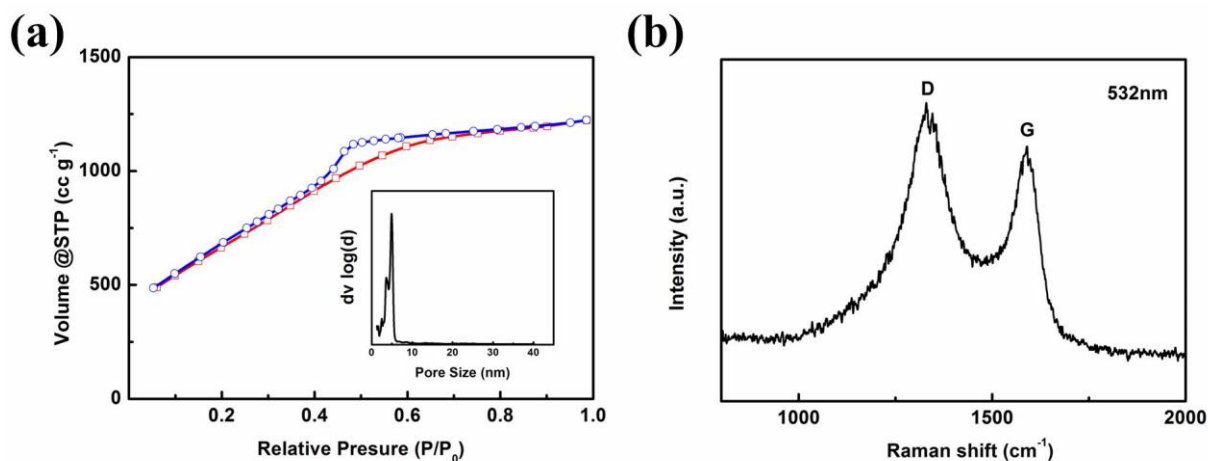 (a)
1500
1000
500
0
Volume @STP (cc g⁻¹)
0.2 0.4 0.6 0.8 1.0
Relative Presure (P/P₀)
dv log(d)
0 10 20 30 40
Pore Size (nm)
(b)
D
G
532nm
Intensity (a.u.)
1000 1500 2000
Raman shift (cm⁻¹)